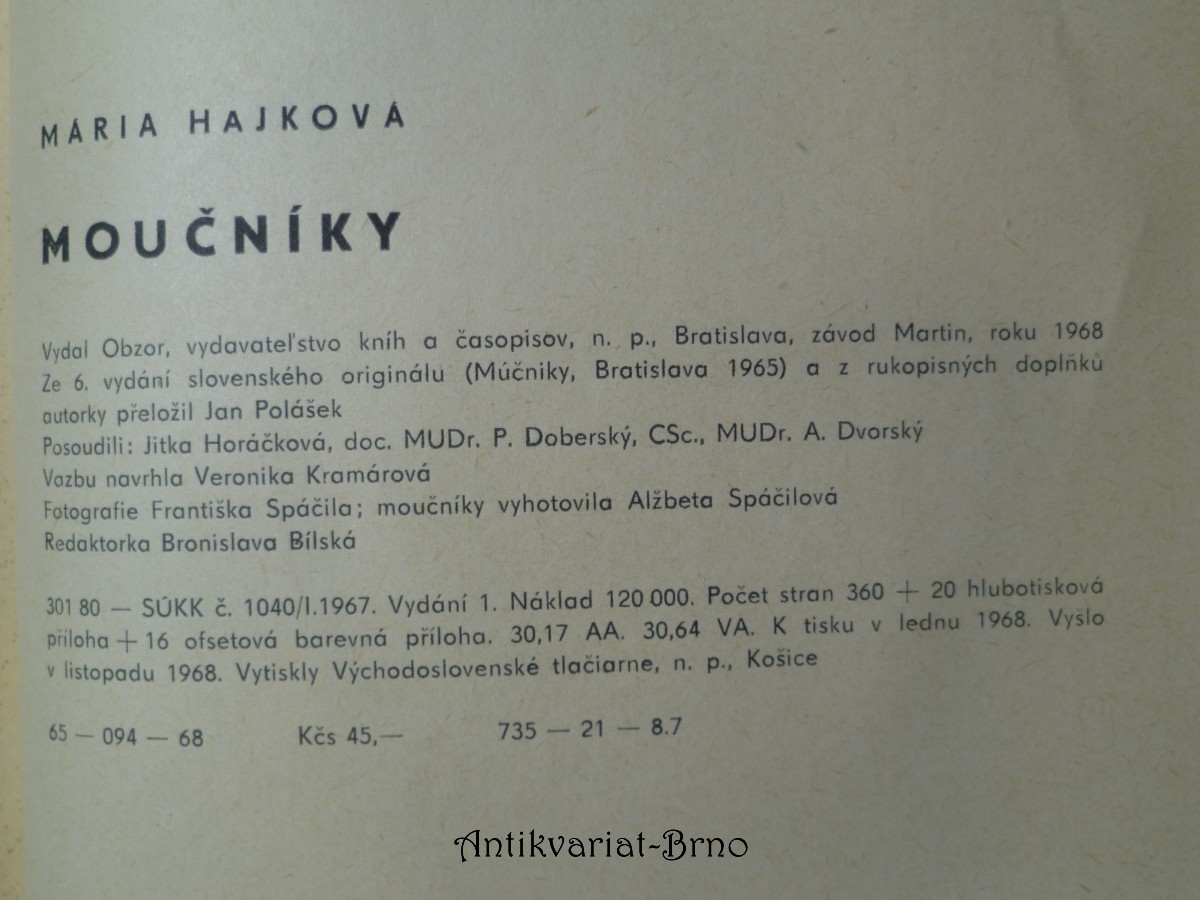 MÁRIA HAJKOVÁ
MOUČNÍKY
Vydal Obzor, vydavateľstvo kníh a časopisov, n. p., Bratislava, závod Martin, roku 1968
Ze 6. vydání slovenského originálu (Múčniky, Bratislava 1965) a z rukopisných doplňků
autorky přeložil Jan Polášek
Posoudili: Jitka Horáčková, doc. MUDr. P. Doberský, CSc., MUDr. A. Dvorský
Vazbu navrhla Veronika Kramárová
Fotografie Františka Spáčila; moučníky vyhotovila Alžbeta Spáčilová
Redaktorka Bronislava Bílská
301 80 — SÚKK č. 1040/I.1967. Vydání 1. Náklad 120 000. Počet stran 360 + 20 hlubotisková
příloha + 16 ofsetová barevná příloha. 30,17 AA. 30,64 VA. K tisku v lednu 1968. Vyšlo
v listopadu 1968. Vytiskly Východoslovenské tlačiarne, n. p., Košice
65 — 094 — 68 Kčs 45,— 735 — 21 — 8.7
Antikvariat-Brno